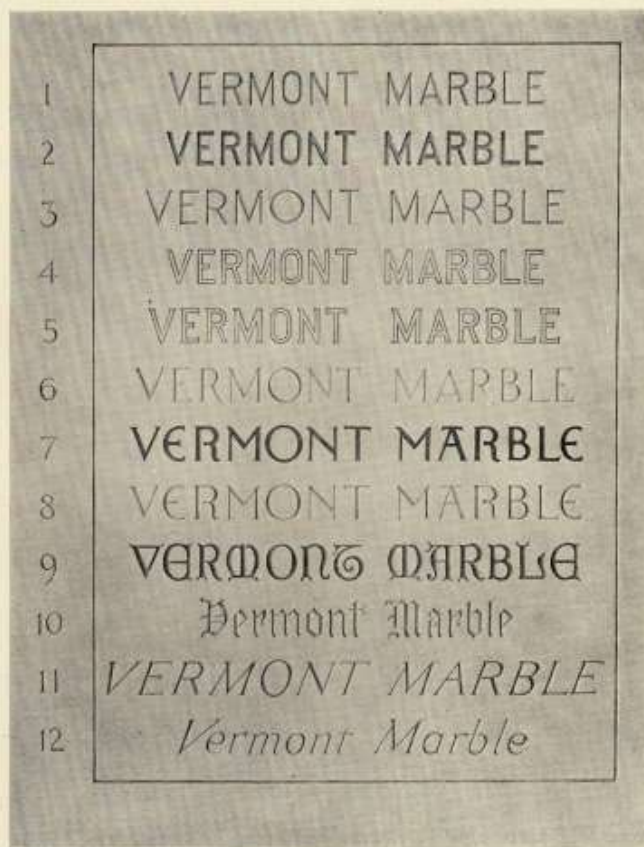 1 VERMONT MARBLE
2 VERMONT MARBLE
3 VERMONT MARBLE
4 VERMONT MARBLE
5 VERMONT MARBLE
6 VERMONT MARBLE
7 VERMONT MARBLE
8 VERMONT MARBLE
9 VERMONT MARBLE
10 Vermont Marble
11 VERMONT MARBLE
12 Vermont Marble